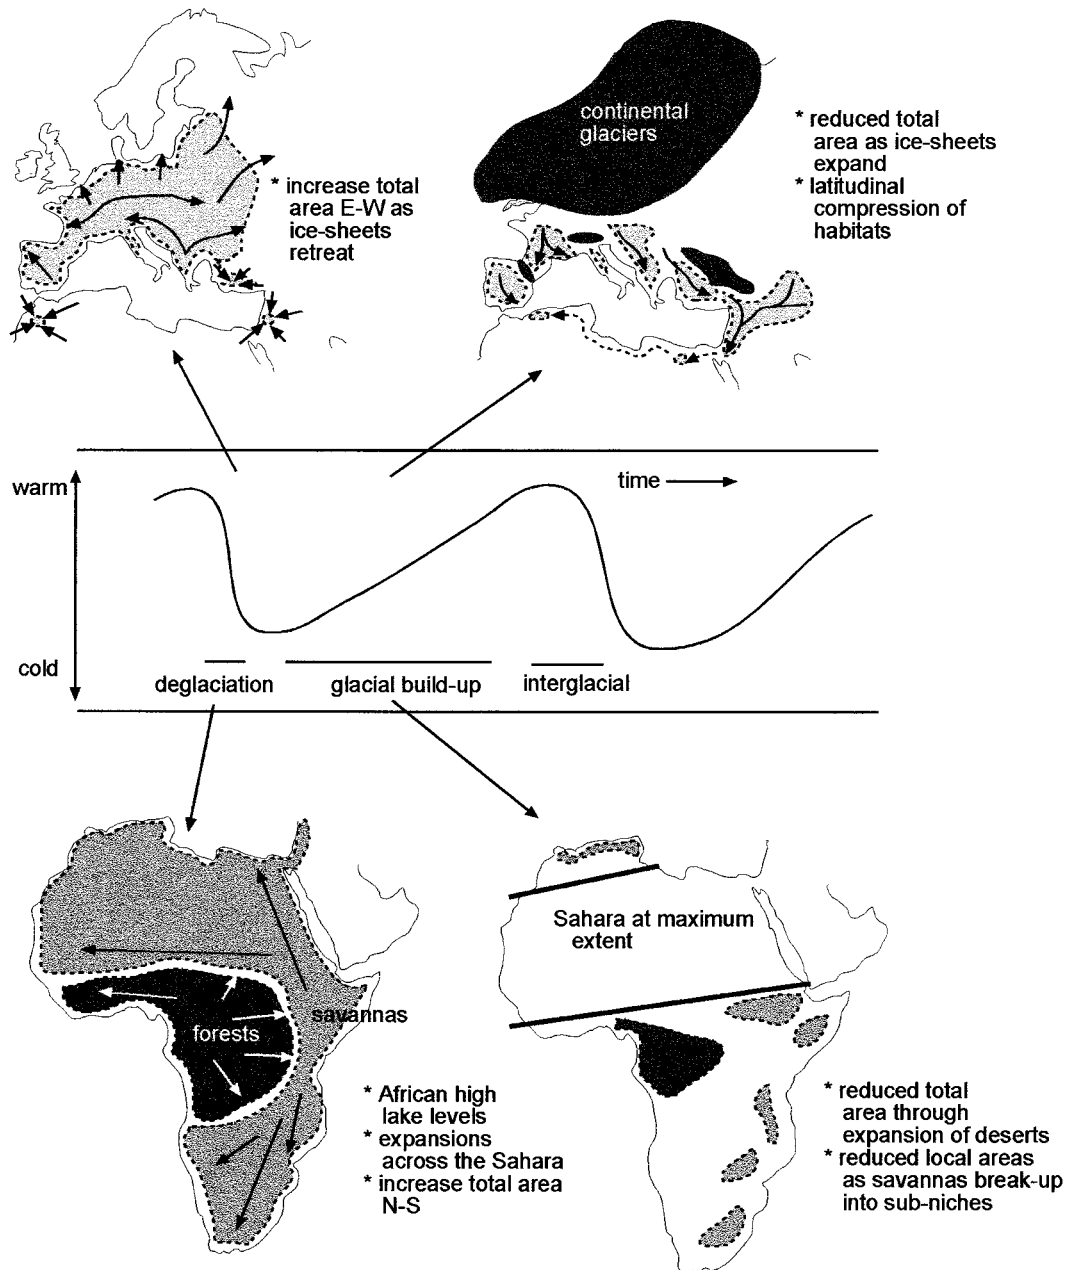 continental
glaciers
* reduced total
area as ice-sheets
expand
* latitudinal
compression of
habitats
* increase total
area E-W as
ice-sheets
retreat
warm
time
cold
deglaciation
glacial build-up
interglacial
Sahara at maximum
extent
savannas
forests
* African high
lake levels
* expansions
across the Sahara
* increase total area
N-S
* reduced total
area through
expansion of deserts
* reduced local areas
as savannas break-up
into sub-niches